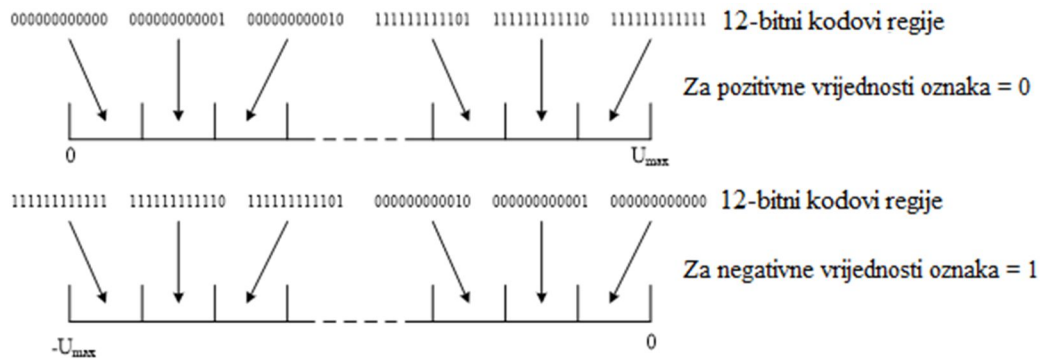 000000000000 000000000001 000000000010 111111111101 111111111110 111111111111 12-bitni kodovi regije
Za pozitivne vrijednosti oznaka = 0
0 Umax
111111111111 111111111110 111111111101 000000000010 000000000001 000000000000 12-bitni kodovi regije
Za negativne vrijednosti oznaka = 1
-Umax 0